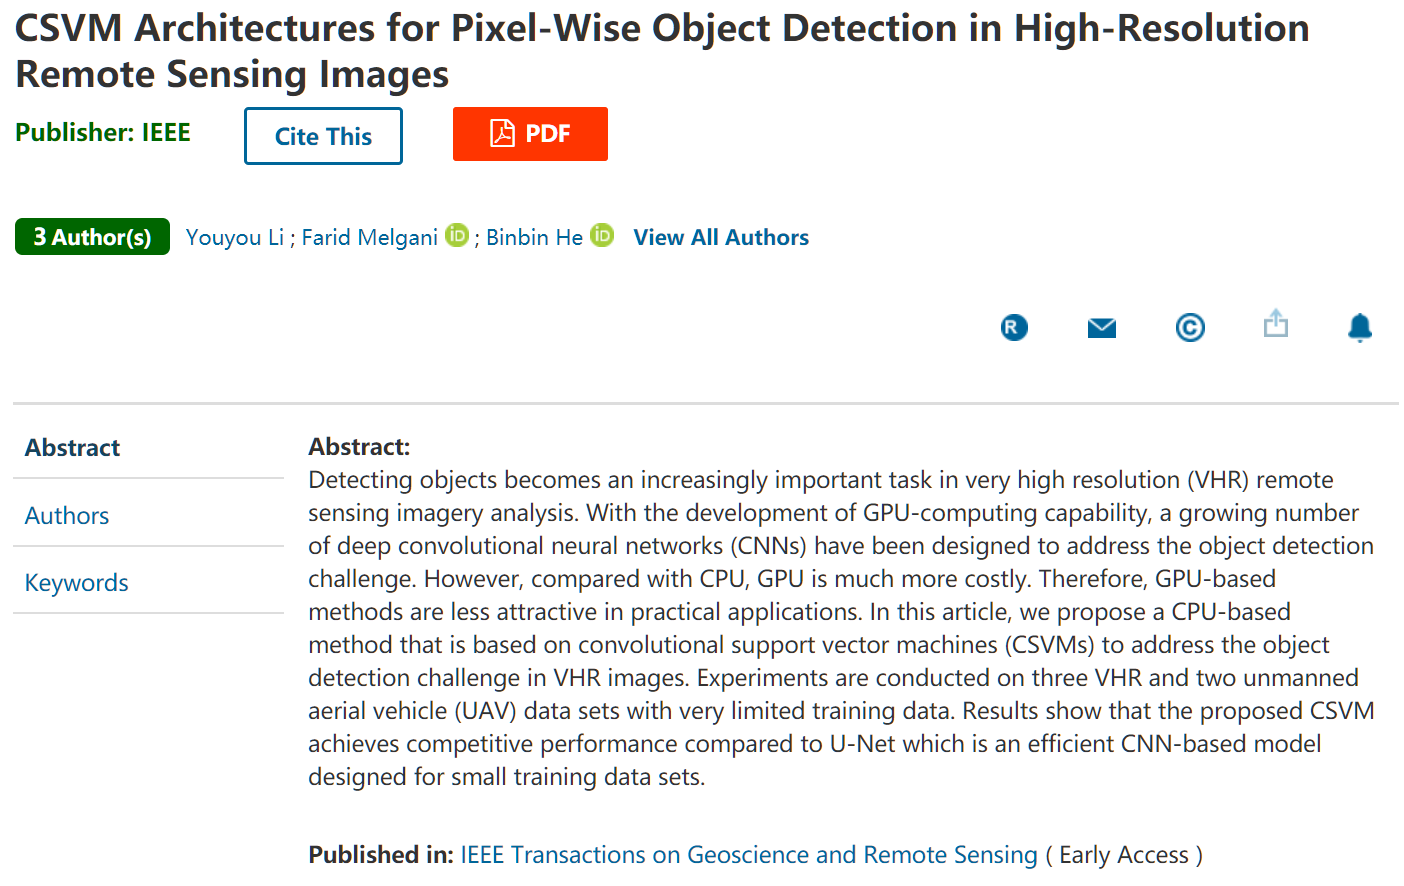 CSVM Architectures for Pixel-Wise Object Detection in High-Resolution
Remote Sensing Images
Publisher: IEEE
Cite This
PDF
3 Author(s)
Youyou Li ; Farid Melgani iD ; Binbin He iD View All Authors
R
©
Abstract
Authors
Keywords
Abstract:
Detecting objects becomes an increasingly important task in very high resolution (VHR) remote
sensing imagery analysis. With the development of GPU-computing capability, a growing number
of deep convolutional neural networks (CNNs) have been designed to address the object detection
challenge. However, compared with CPU, GPU is much more costly. Therefore, GPU-based
methods are less attractive in practical applications. In this article, we propose a CPU-based
method that is based on convolutional support vector machines (CSVMs) to address the object
detection challenge in VHR images. Experiments are conducted on three VHR and two unmanned
aerial vehicle (UAV) data sets with very limited training data. Results show that the proposed CSVM
achieves competitive performance compared to U-Net which is an efficient CNN-based model
designed for small training data sets.
Published in: IEEE Transactions on Geoscience and Remote Sensing ( Early Access )